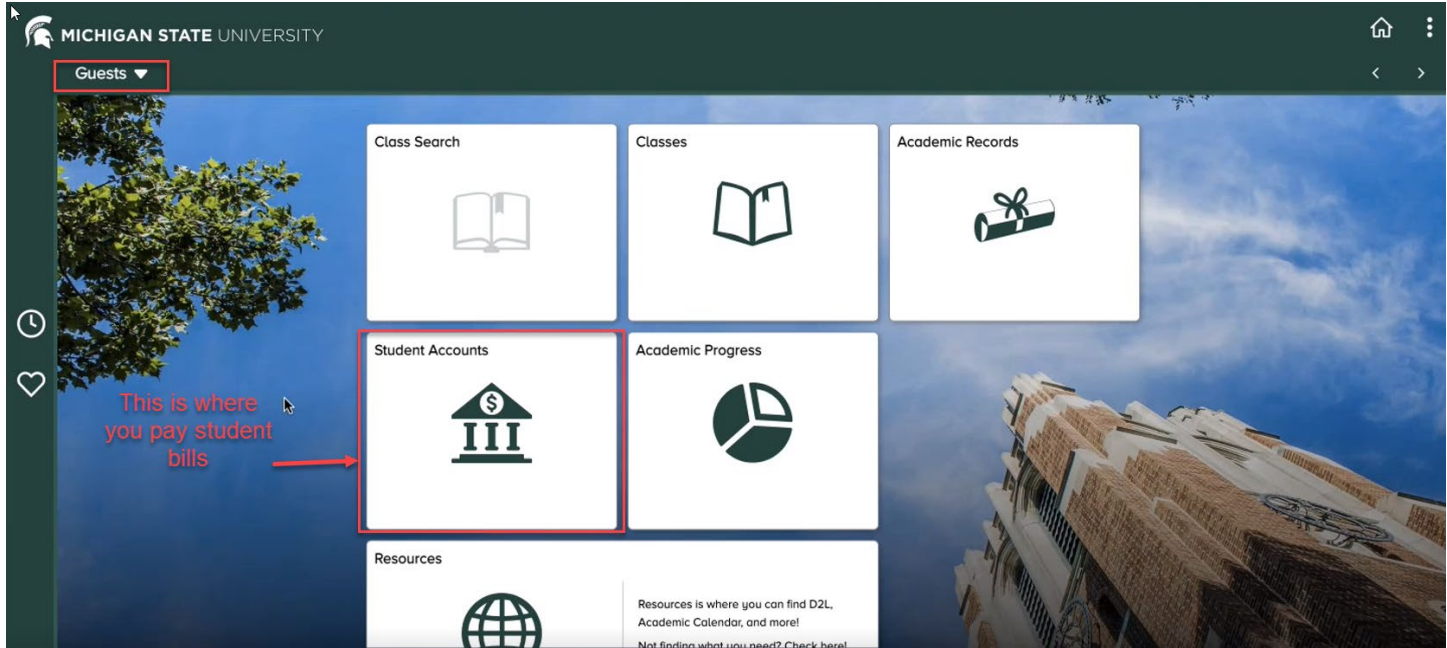 MICHIGAN STATE UNIVERSITY
Guests
Class Search
Classes
Academic Records
Student Accounts
Academic Progress
This is where
you pay student
bills
Resources
Resources is where you can find D2L,
Academic Calendar, and more!
Not finding what you need? Check here!